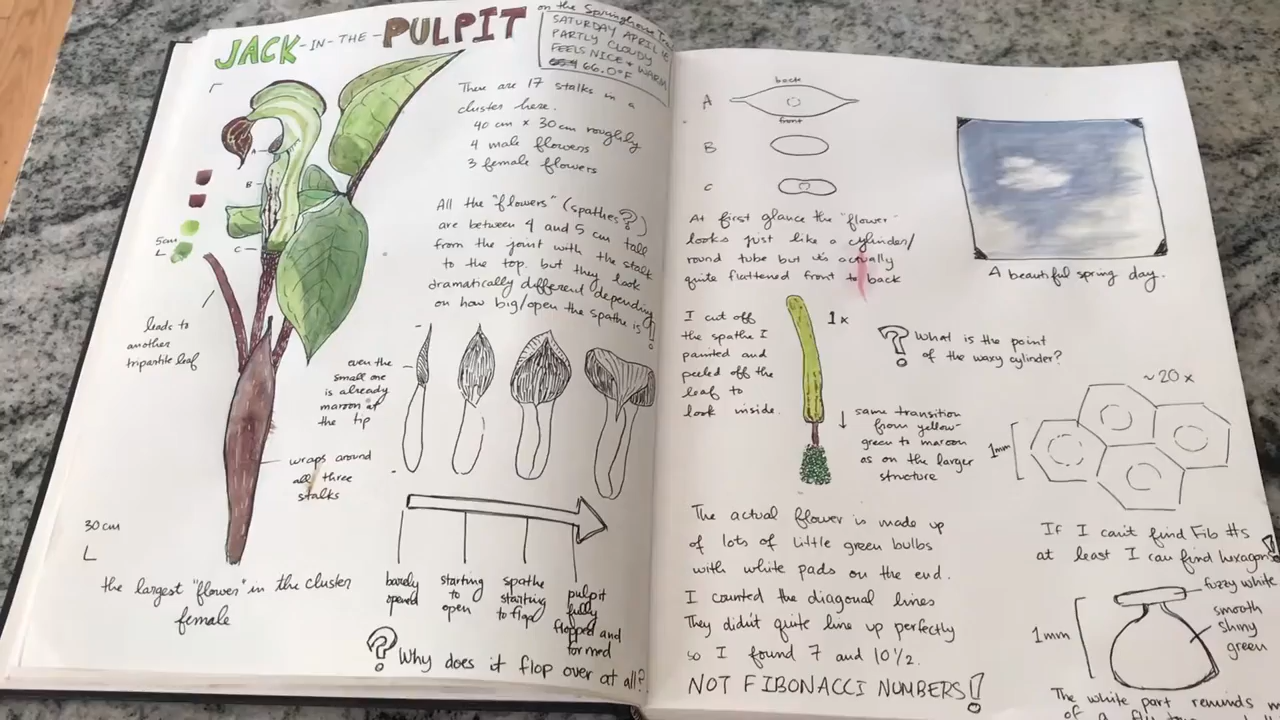 JACK-IN-THE-PULPIT
on the Springhouse
SATURDAY APRIL
PARTLY CLOUDY
FEELS NICE + WARM
66.0°F
There are 17 stalks in a
cluster here.
40 cm x 30 cm roughly
4 male flowers
3 female flowers
All the "flowers" (spathes?)
are between 4 and 5 cm tall
from the joint with the stalk
to the top. but they look
dramatically different depending
on how big/open the spathe is!
A
B
C
5cm
leads to
another
tripartite leaf
wraps around
all three
stalks
30 cm
the largest "flower" in the cluster
female
even the
small one
is already
maroon at
the tip
barely
opened
starting
to
open
spathe
starting
to flop
pulpit
fully
flopped and
formed
? Why does it flop over at all?
back
A
front
B
C
At first glance the "flower"
looks just like a cylinder/
round tube but it's actually
quite flattened front to back
A beautiful spring day.
I cut off
the spathe I
painted and
peeled off the
leaf to
look inside.
1x
same transition
from yellow-
green to maroon
as on the larger
structure
? What is the point
of the waxy cylinder?
~20x
1mm
If I can't find Fib #s
at least I can find hexagons!
The actual flower is made up
of lots of little green bulbs
with white pads on the end.
I counted the diagonal lines
They didn't quite line up perfectly
so I found 7 and 10½.
NOT FIBONACCI NUMBERS!
fuzzy white
smooth
shiny
green
1mm
The white part reminds
of